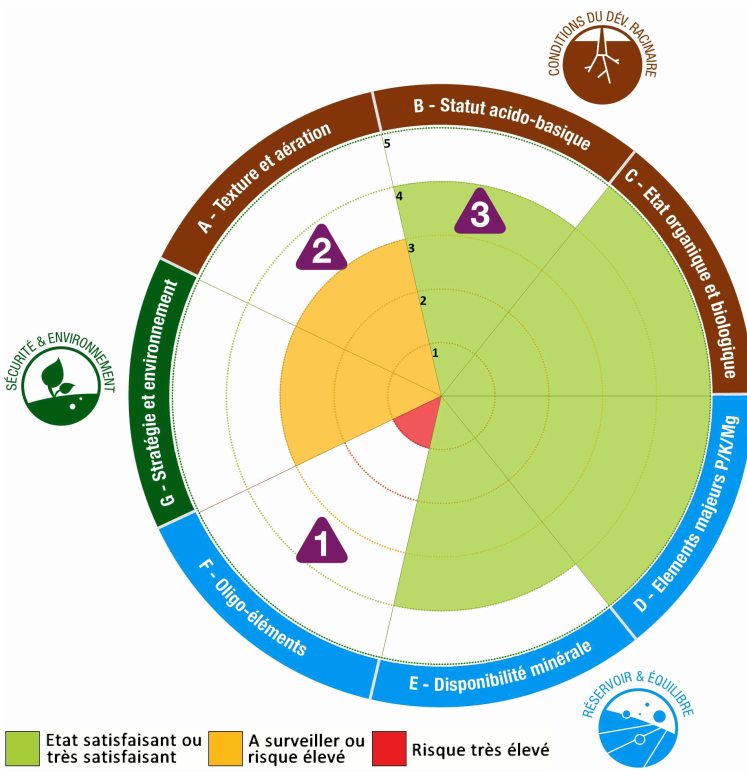 CONDITIONS DU DÉV. RACINAIRE
B - Statut acido-basique
A - Texture et aération
C - Etat organique et biologique
5
4
3
3
2
2
1
SÉCURITÉ & ENVIRONNEMENT
G - Stratégie et environnement
D - Elements majeurs P/K/Mg
1
F - Oligo-éléments
E - Disponibilité minérale
RÉSERVOIR & ÉQUILIBRE
Etat satisfaisant ou
très satisfaisant
A surveiller ou
risque élevé
Risque très élevé